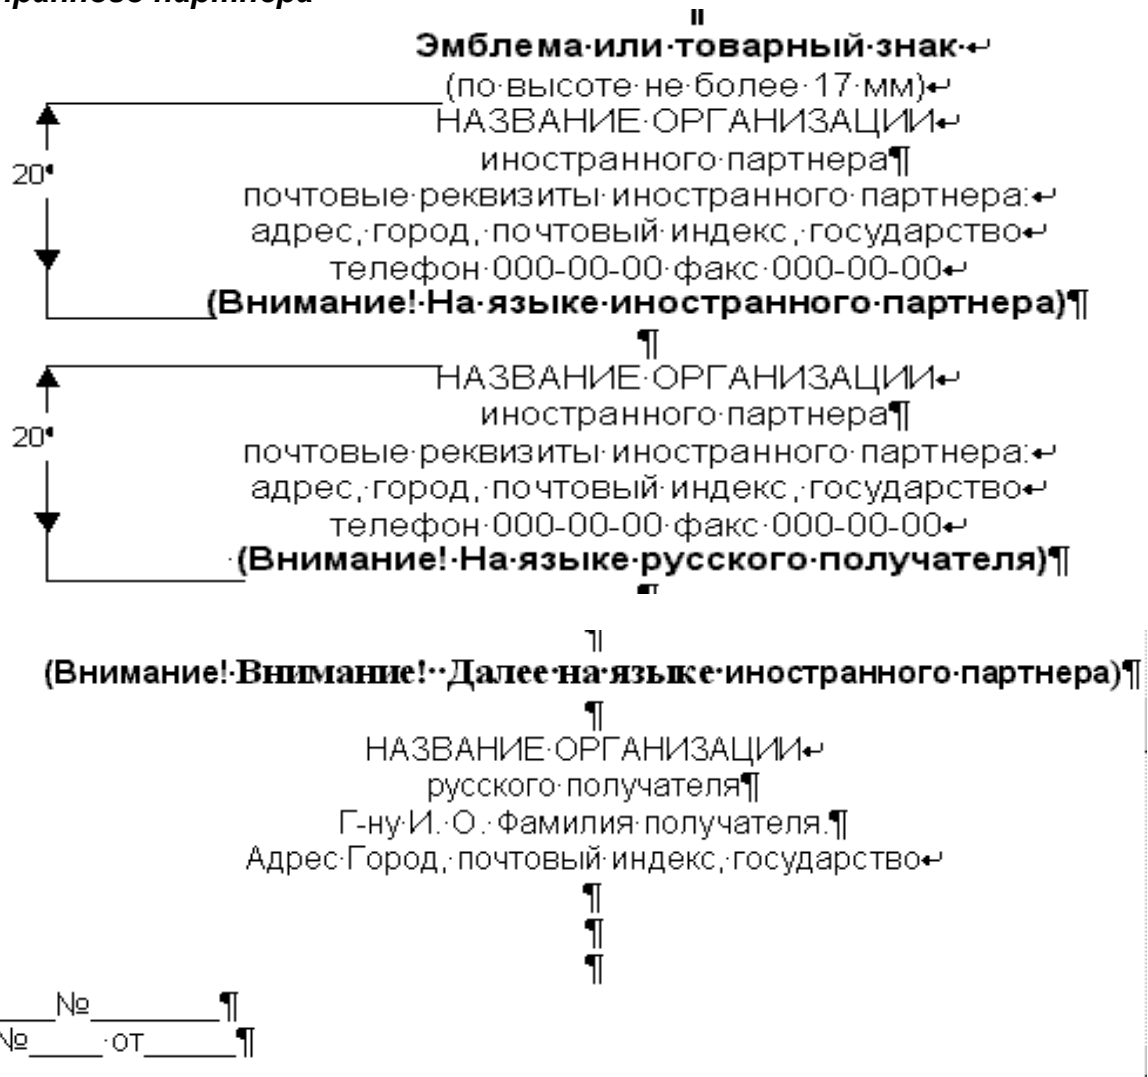 партнера
Эмблема·или·товарный·знак·↵
(по·высоте·не·более·17·мм)↵
НАЗВАНИЕ·ОРГАНИЗАЦИИ↵
иностранного·партнера¶
20
почтовые·реквизиты·иностранного·партнера:↵
адрес,·город,·почтовый·индекс,·государство↵
телефон·000-00-00·факс·000-00-00↵
(Внимание!·На·языке·иностранного·партнера)¶
¶
НАЗВАНИЕ·ОРГАНИЗАЦИИ↵
иностранного·партнера¶
20
почтовые·реквизиты·иностранного·партнера:↵
адрес,·город,·почтовый·индекс,·государство↵
телефон·000-00-00·факс·000-00-00↵
·(Внимание!·На·языке·русского·получателя)¶
¶
¶
(Внимание!·Внимание!··Далее·на·языке·иностранного·партнера)¶
¶
НАЗВАНИЕ·ОРГАНИЗАЦИИ↵
русского·получателя¶
Г-ну·И.·О.·Фамилия·получателя.¶
Адрес·Город,·почтовый·индекс,·государство↵
¶
¶
¶
____№________¶
№_____·от______¶